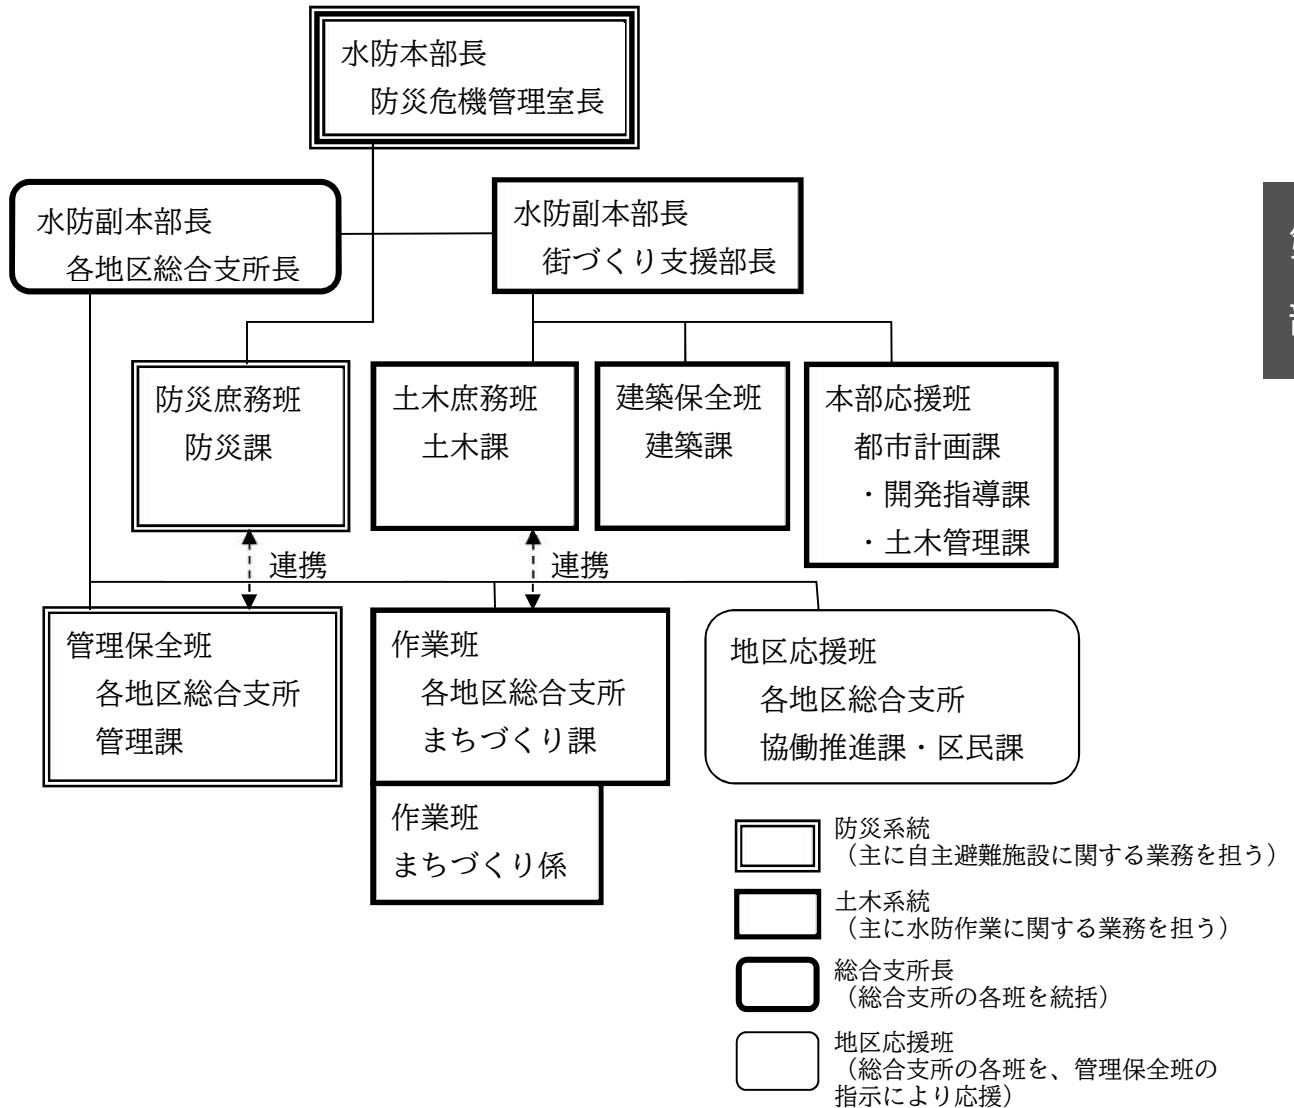 水防本部長
防災危機管理室長
水防副本部長
各地区総合支所長
水防副本部長
街づくり支援部長
防災庶務班
防災課
土木庶務班
土木課
建築保全班
建築課
本部応援班
都市計画課
・開発指導課
・土木管理課
連携
連携
管理保全班
各地区総合支所
管理課
作業班
各地区総合支所
まちづくり課
地区応援班
各地区総合支所
協働推進課・区民課
作業班
まちづくり係
防災系統
（主に自主避難施設に関する業務を担う）
土木系統
（主に水防作業に関する業務を担う）
総合支所長
（総合支所の各班を統括）
地区応援班
（総合支所の各班を、管理保全班の
指示により応援）